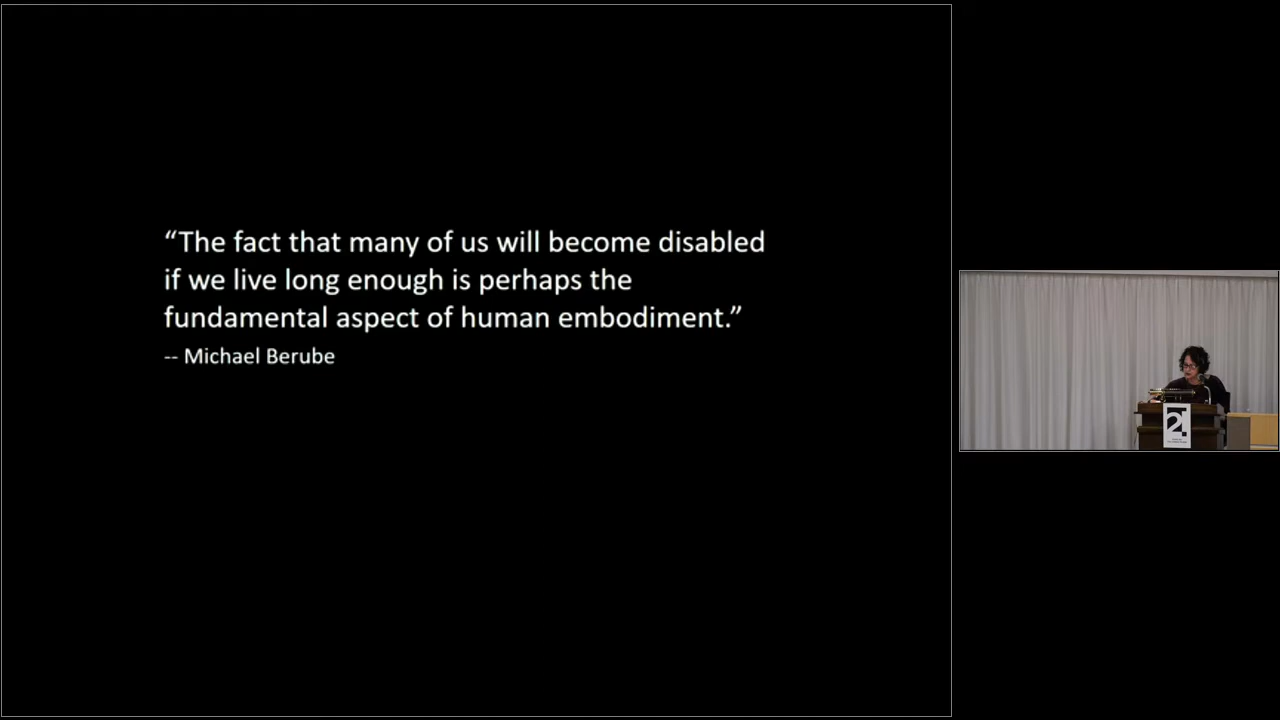 “The fact that many of us will become disabled
if we live long enough is perhaps the
fundamental aspect of human embodiment.”
-- Michael Berube
2